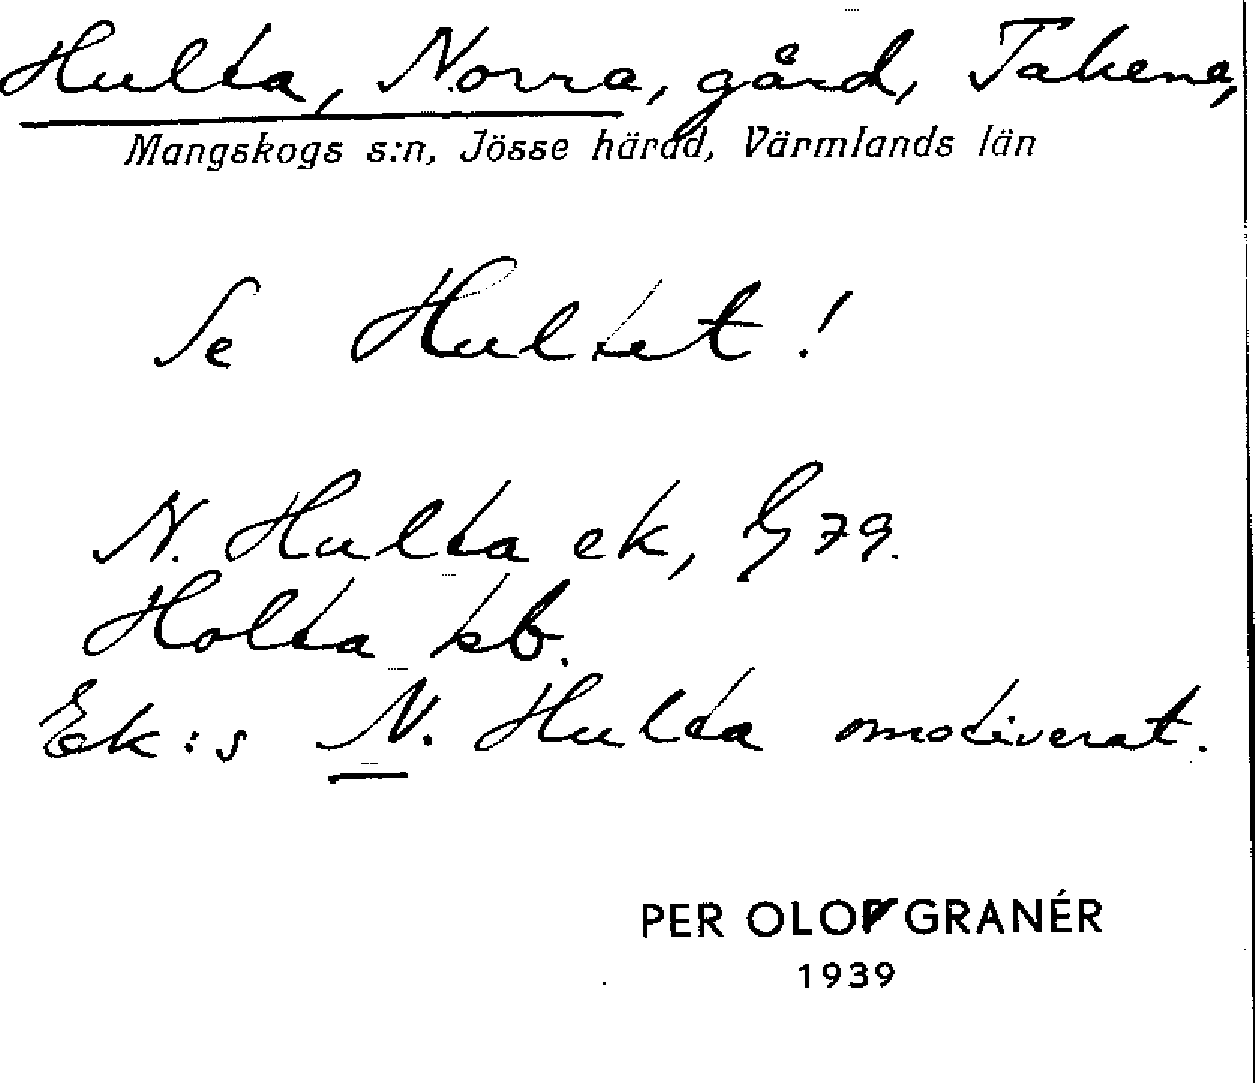 Hulta, Norra, gård, Takene,
Mangskogs s:n, Jösse härad, Värmlands län
Se Hultet!
N. Hulta ek, G 79.
Holta kb.
Ek:s N. Hulta omotiverat.
PER OLOF GRANÉR
1939